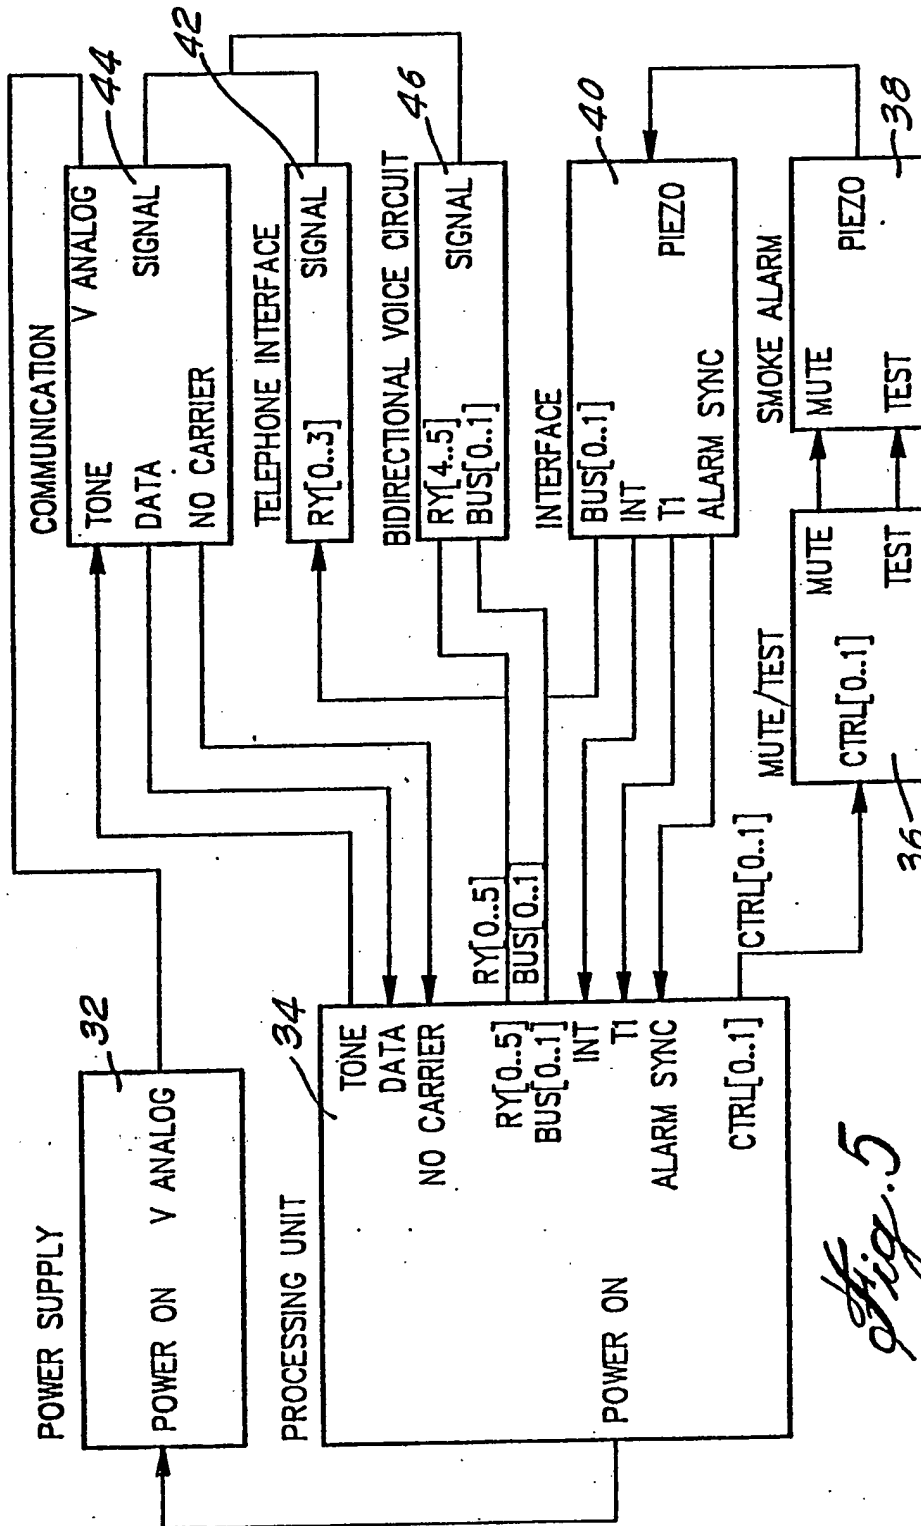 POWER SUPPLY
32
POWER ON
V ANALOG
PROCESSING UNIT
34
POWER ON
TONE
DATA
NO CARRIER
RY[0..5]
BUS[0..1]
INT
T1
ALARM SYNC
CTRL[0..1]
RY[0..5]
BUS[0..1]
CTRL[0..1]
COMMUNICATION
44
TONE
V ANALOG
DATA
SIGNAL
NO CARRIER
TELEPHONE INTERFACE
42
RY[0..3]
SIGNAL
BIDIRECTIONAL VOICE CIRCUIT
46
RY[4..5]
BUS[0..1]
SIGNAL
INTERFACE
40
BUS[0..1]
INT
T1
PIEZO
ALARM SYNC
MUTE/TEST
36
CTRL[0..1]
MUTE
TEST
SMOKE ALARM
38
MUTE
PIEZO
TEST
Fig. 5